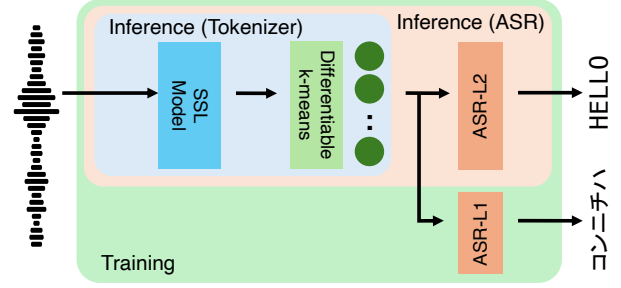 Inference (Tokenizer)
Inference (ASR)
SSL
Model
Differentiable
k-means
ASR-L2
HELLO
ASR-L1
コンニチハ
Training